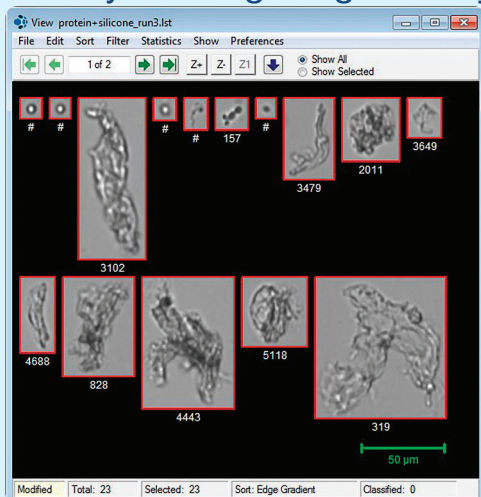 View protein+silicone_run3.lst
File Edit Sort Filter Statistics Show Preferences
1 of 2 Z+ Z- Z1 Show All
Show Selected
# # # # 157 #
3479 2011 3649
3102
4688 828 4443 5118 319
50 µm
Modified Total: 23 Selected: 23 Sort: Edge Gradient Classified: 0